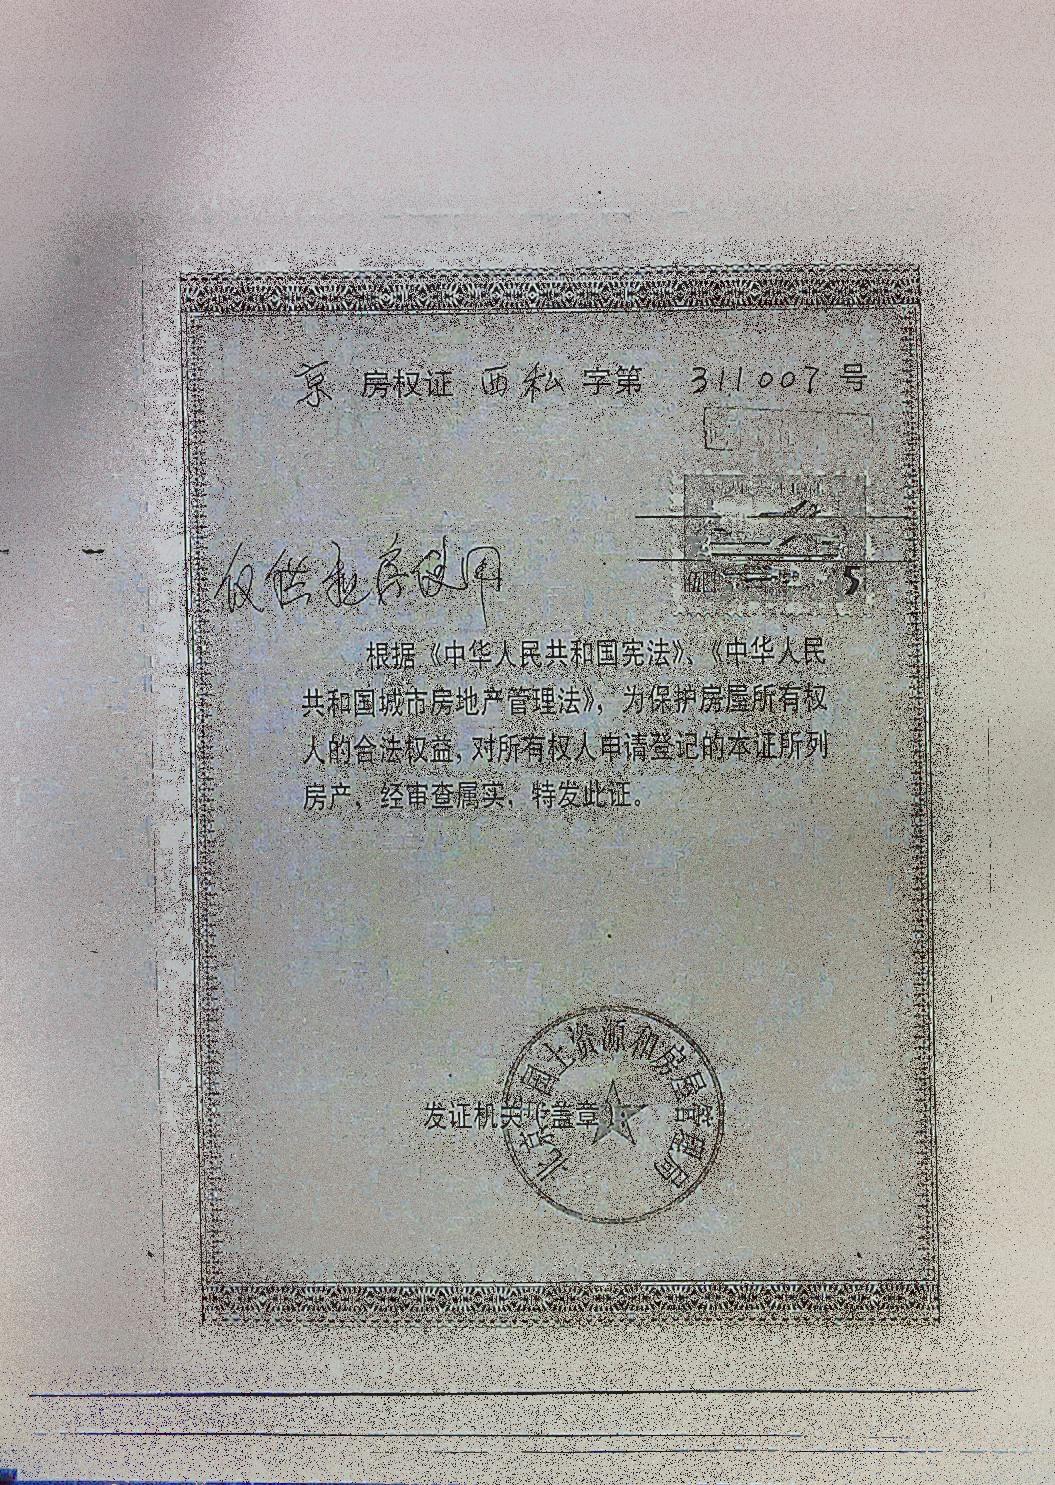 京 房权证 西私 字第 311007 号
5
仅供租房使用
根据《中华人民共和国宪法》、《中华人民
共和国城市房地产管理法》，为保护房屋所有权
人的合法权益，对所有权人申请登记的本证所列
房产，经审查属实，特发此证。
北京市国土资源和房屋管理局
发证机关（盖章）：